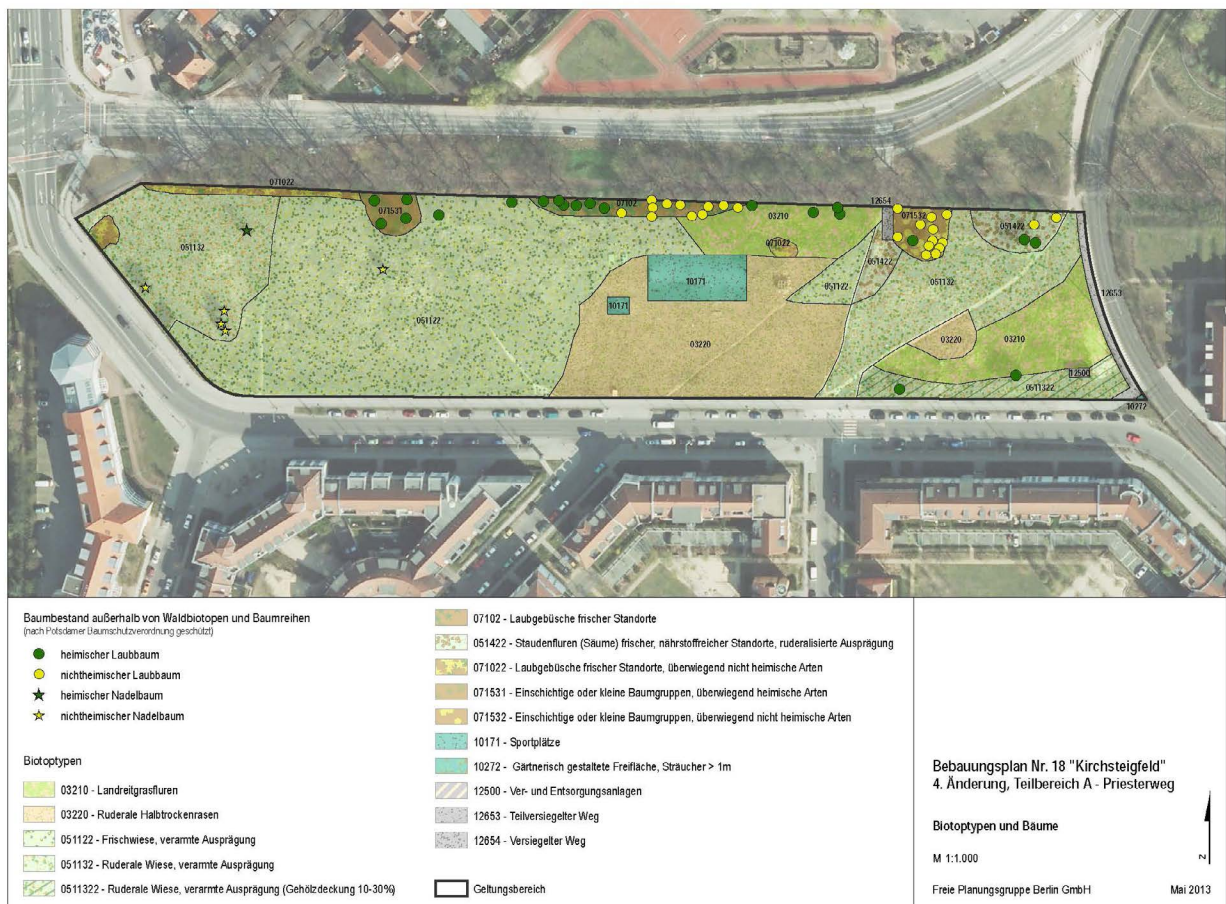 071022
071531
07102
12654
071532
051422
03210
051132
071022
051422
051122
051132
10171
10171
12653
051122
03220
03220
03210
12500
0511322
10272
Baumbestand außerhalb von Waldbiotopen und Baumreihen
(nach Potsdamer Baumschutzverordnung geschützt)
heimischer Laubbaum
nichtheimischer Laubbaum
heimischer Nadelbaum
nichtheimischer Nadelbaum
Biotoptypen
03210 - Landreitgrasfluren
03220 - Ruderale Halbtrockenrasen
051122 - Frischwiese, verarmte Ausprägung
051132 - Ruderale Wiese, verarmte Ausprägung
0511322 - Ruderale Wiese, verarmte Ausprägung (Gehölzdeckung 10-30%)
07102 - Laubgebüsche frischer Standorte
051422 - Staudenfluren (Säume) frischer, nährstoffreicher Standorte, ruderalisierte Ausprägung
071022 - Laubgebüsche frischer Standorte, überwiegend nicht heimische Arten
071531 - Einschichtige oder kleine Baumgruppen, überwiegend heimische Arten
071532 - Einschichtige oder kleine Baumgruppen, überwiegend nicht heimische Arten
10171 - Sportplätze
10272 - Gärtnerisch gestaltete Freifläche, Sträucher > 1m
12500 - Ver- und Entsorgungsanlagen
12653 - Teilversiegelter Weg
12654 - Versiegelter Weg
Geltungsbereich
Bebauungsplan Nr. 18 "Kirchsteigfeld"
4. Änderung, Teilbereich A - Priesterweg
Biotoptypen und Bäume
M 1:1.000
N
Freie Planungsgruppe Berlin GmbH Mai 2013